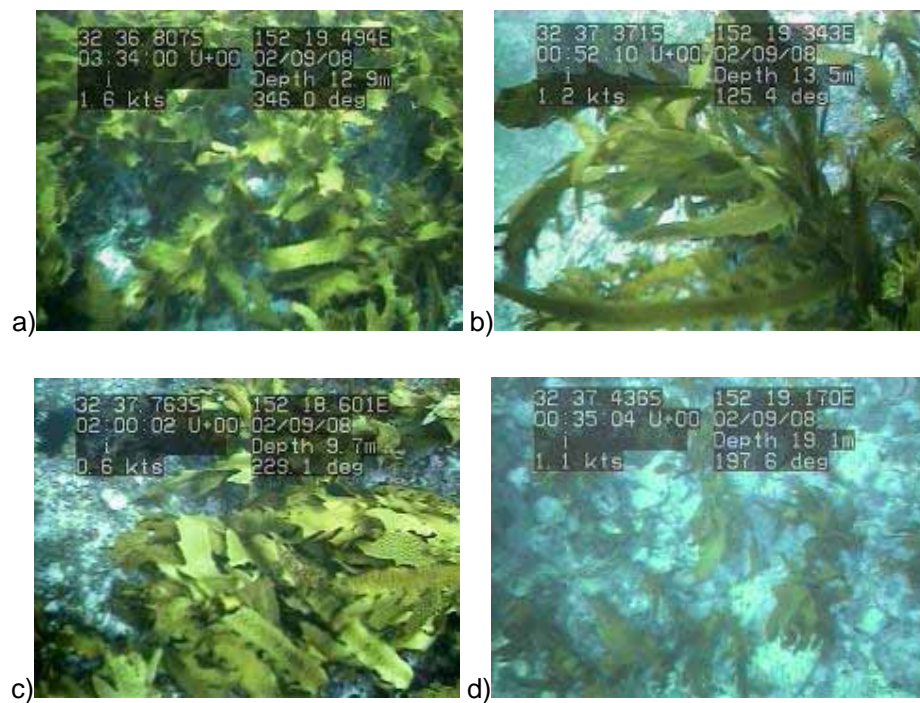 32 36 807S 152 19 494E
03:34:00 U+00 02/09/08
i Depth 12.9m
1.6 kts 346.0 deg
a)
32 37 371S 152 19 343E
00:52:10 U+00 02/09/08
i Depth 13.5m
1.2 kts 125.4 deg
b)
32 37 763S 152 18.601E
02:00:02 U+00 02/09/08
i Depth 9.7m
0.6 kts 229.1 deg
c)
32 37 436S 152 19.170E
00:35:04 U+00 02/09/08
i Depth 19.1m
1.1 kts 197.6 deg
d)